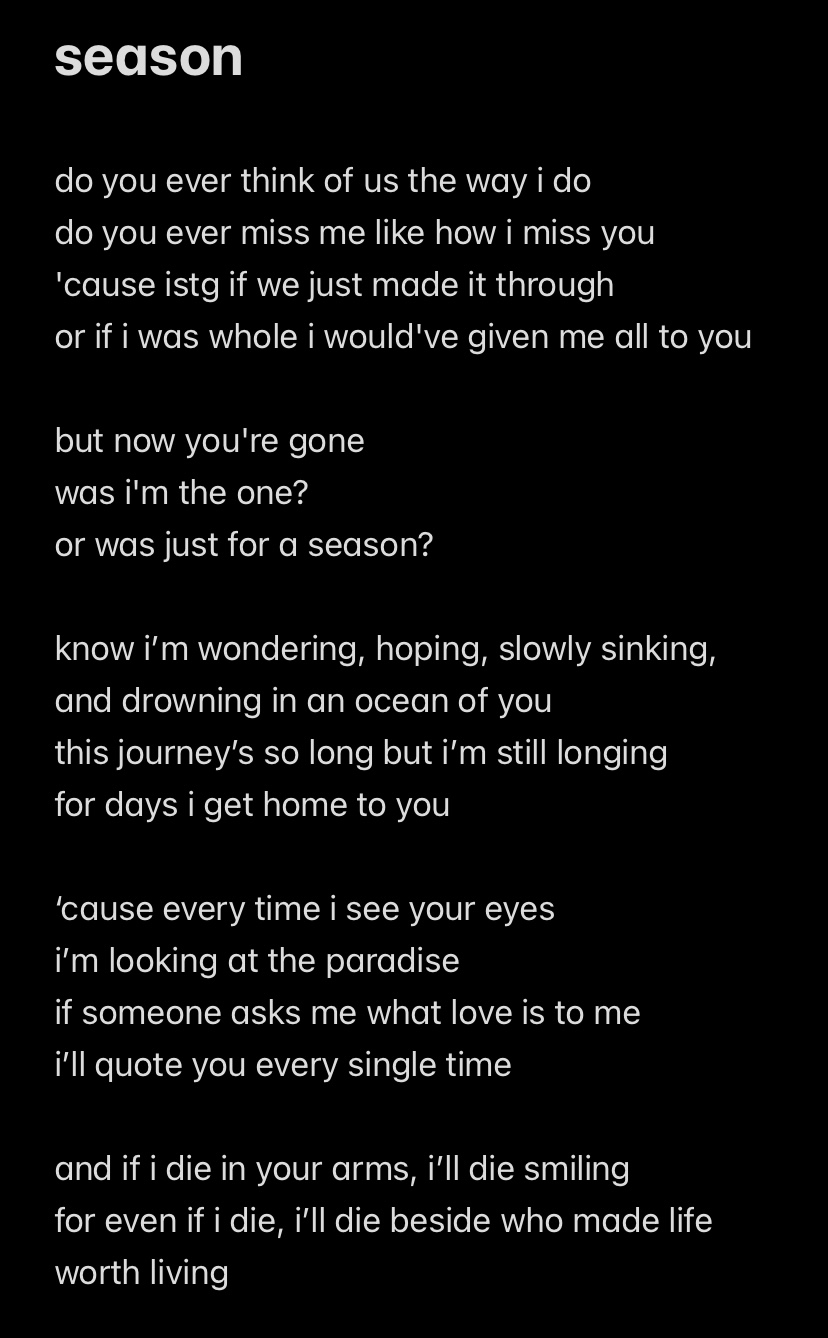 season
do you ever think of us the way i do
do you ever miss me like how i miss you
'cause istg if we just made it through
or if i was whole i would've given me all to you
but now you're gone
was i'm the one?
or was just for a season?
know i’m wondering, hoping, slowly sinking,
and drowning in an ocean of you
this journey’s so long but i’m still longing
for days i get home to you
‘cause every time i see your eyes
i’m looking at the paradise
if someone asks me what love is to me
i’ll quote you every single time
and if i die in your arms, i’ll die smiling
for even if i die, i’ll die beside who made life
worth living